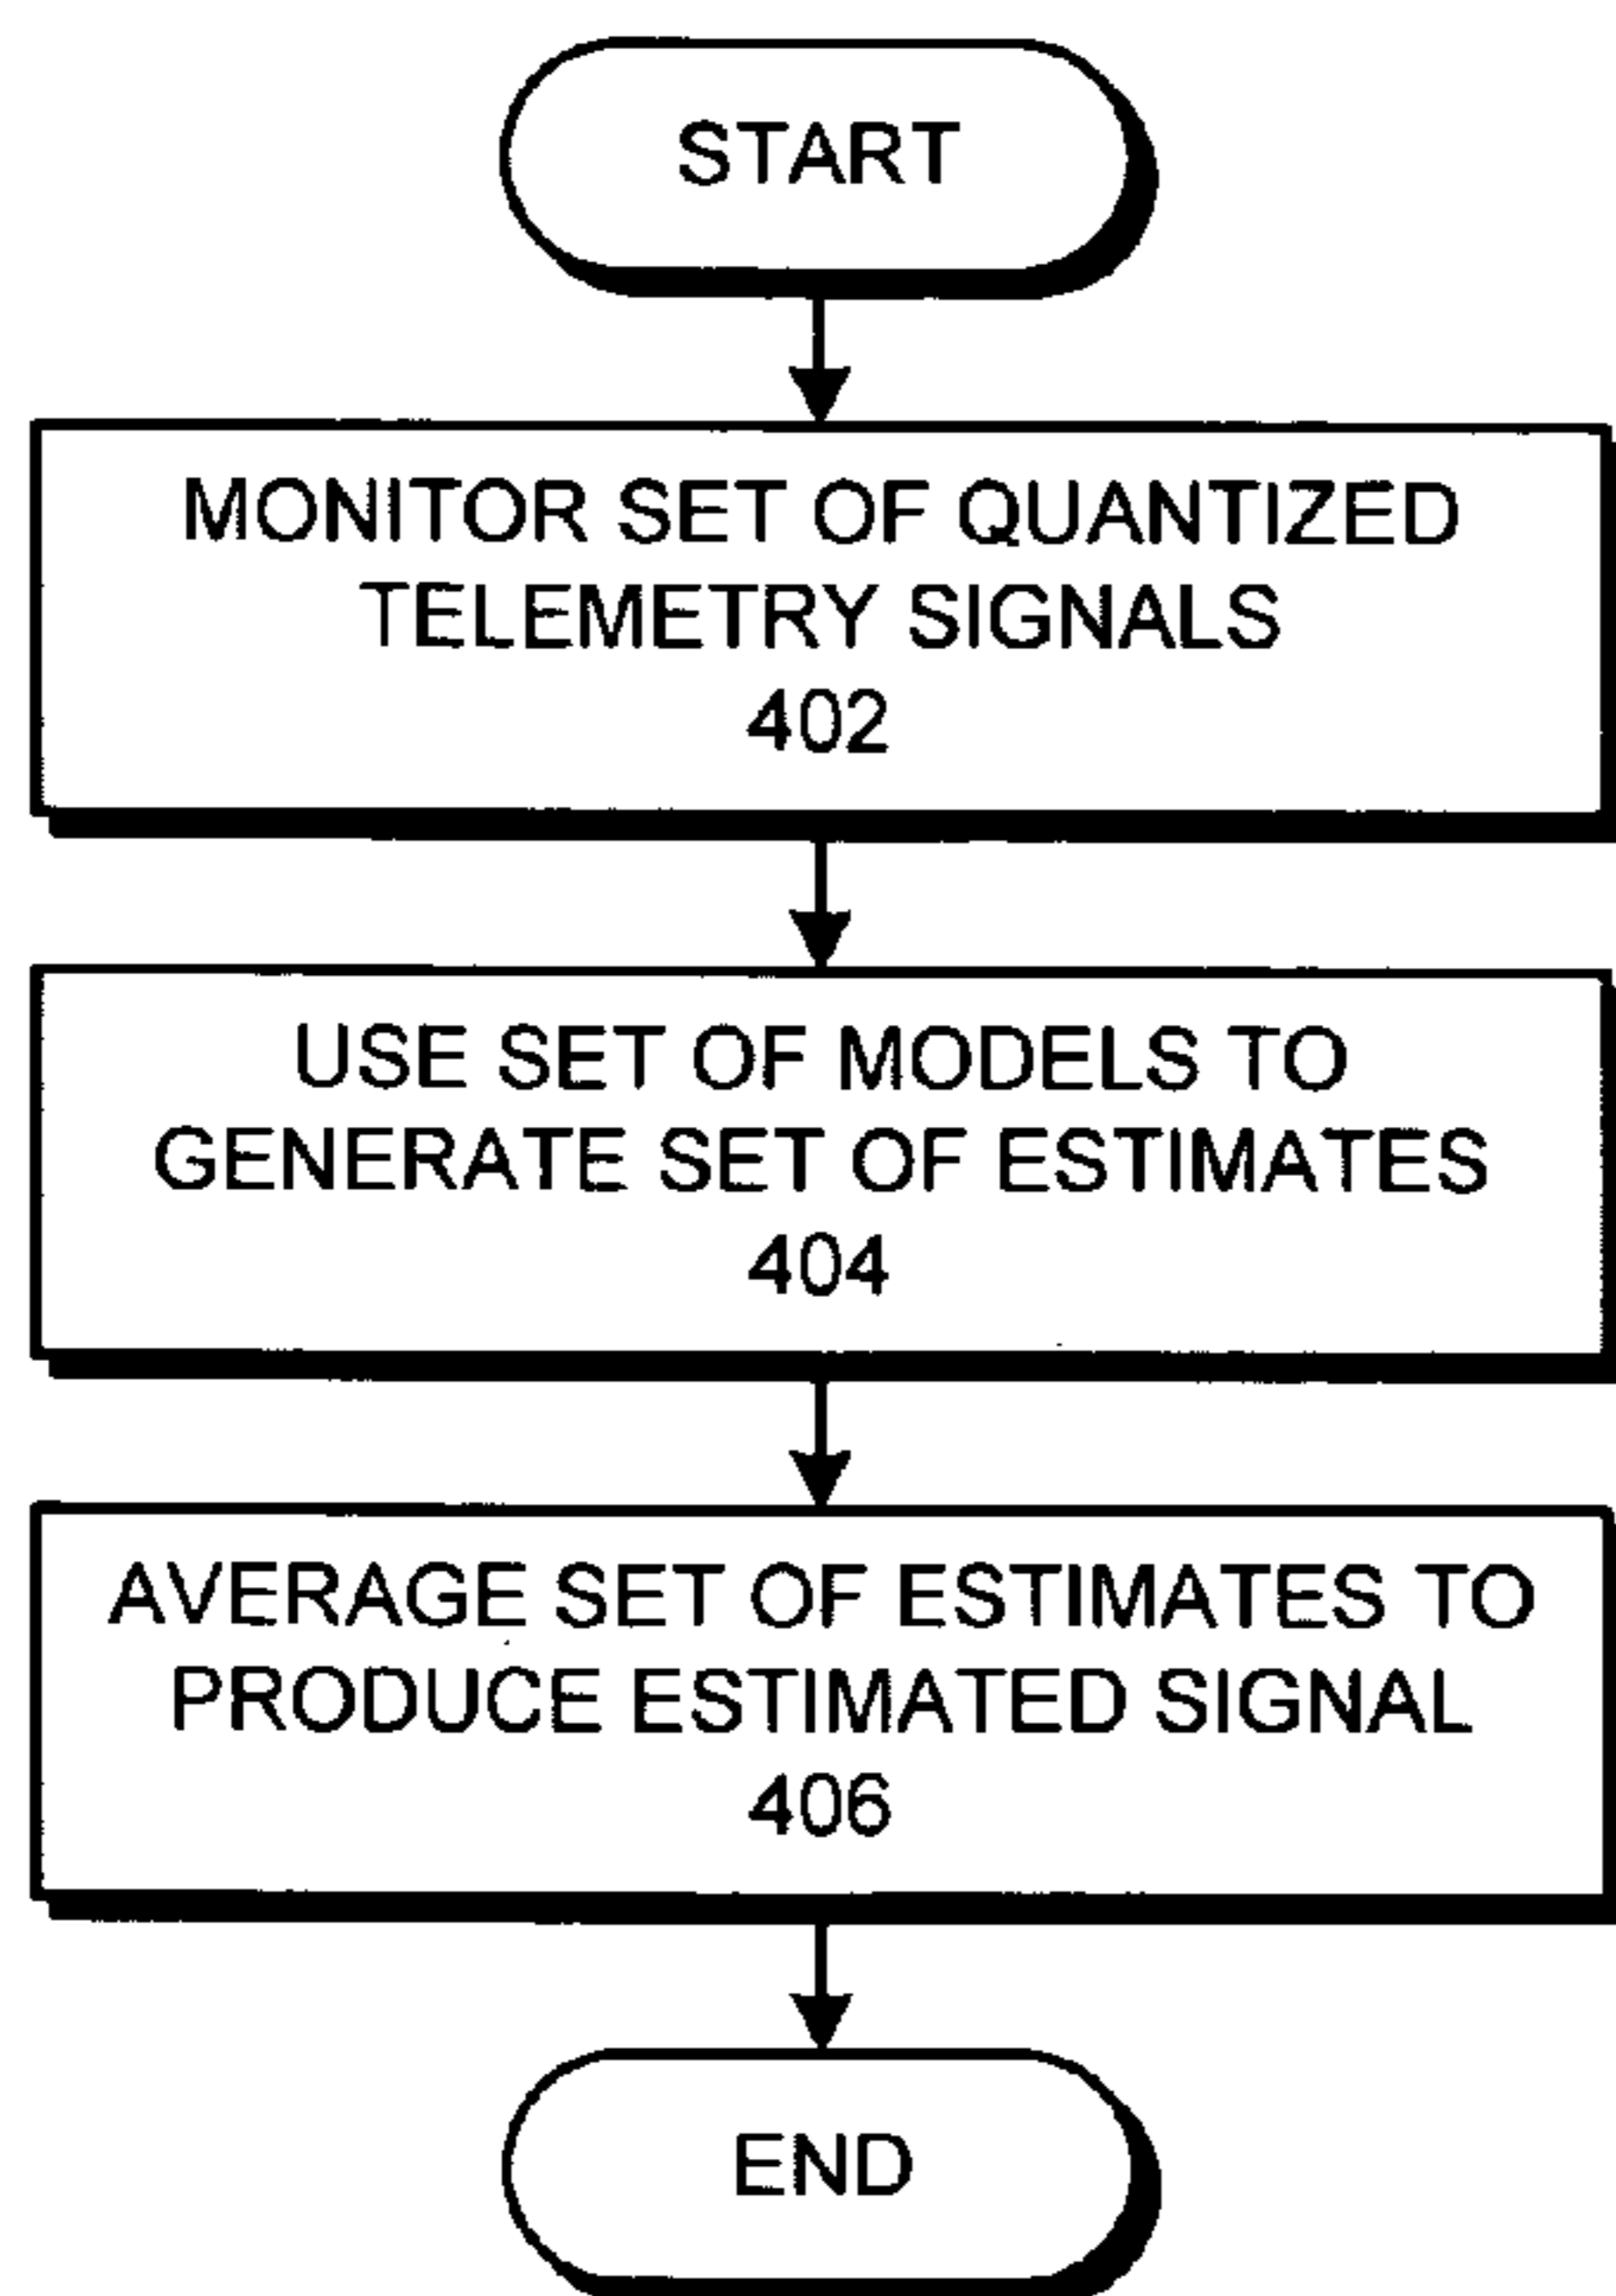 START
MONITOR SET OF QUANTIZED
TELEMETRY SIGNALS
402
USE SET OF MODELS TO
GENERATE SET OF ESTIMATES
404
AVERAGE SET OF ESTIMATES TO
PRODUCE ESTIMATED SIGNAL
406
END